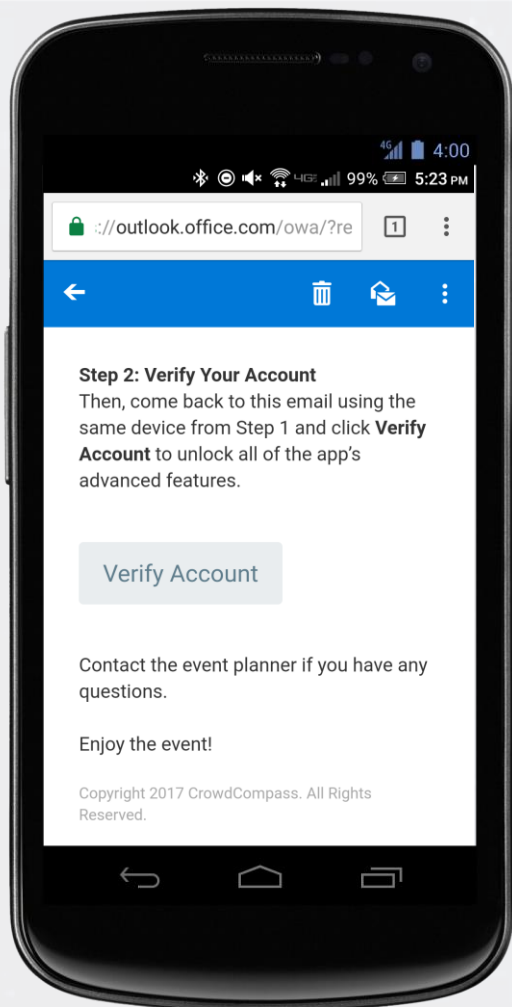 4G 4:00
4GE 99% 5:23 PM
://outlook.office.com/owa/?re 1
Step 2: Verify Your Account
Then, come back to this email using the
same device from Step 1 and click Verify
Account to unlock all of the app's
advanced features.
Verify Account
Contact the event planner if you have any
questions.
Enjoy the event!
Copyright 2017 CrowdCompass. All Rights
Reserved.